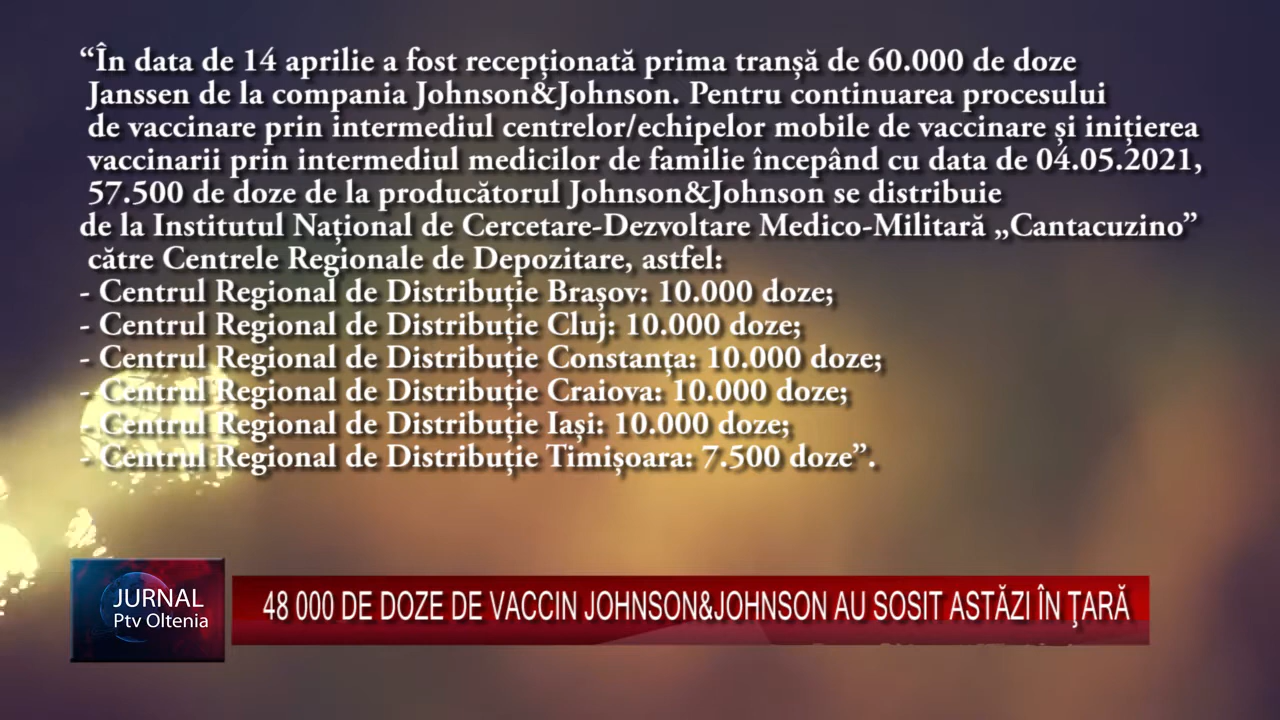 “În data de 14 aprilie a fost recepționată prima tranșă de 60.000 de doze
Janssen de la compania Johnson&Johnson. Pentru continuarea procesului
de vaccinare prin intermediul centrelor/echipelor mobile de vaccinare și inițierea
vaccinarii prin intermediul medicilor de familie începând cu data de 04.05.2021,
57.500 de doze de la producătorul Johnson&Johnson se distribuie
de la Institutul Național de Cercetare-Dezvoltare Medico-Militară „Cantacuzino”
către Centrele Regionale de Depozitare, astfel:
- Centrul Regional de Distribuție Brașov: 10.000 doze;
- Centrul Regional de Distribuție Cluj: 10.000 doze;
- Centrul Regional de Distribuție Constanța: 10.000 doze;
- Centrul Regional de Distribuție Craiova: 10.000 doze;
- Centrul Regional de Distribuție Iași: 10.000 doze;
- Centrul Regional de Distribuție Timișoara: 7.500 doze”.
JURNAL
Ptv Oltenia
48 000 DE DOZE DE VACCIN JOHNSON&JOHNSON AU SOSIT ASTĂZI ÎN ŢARĂ